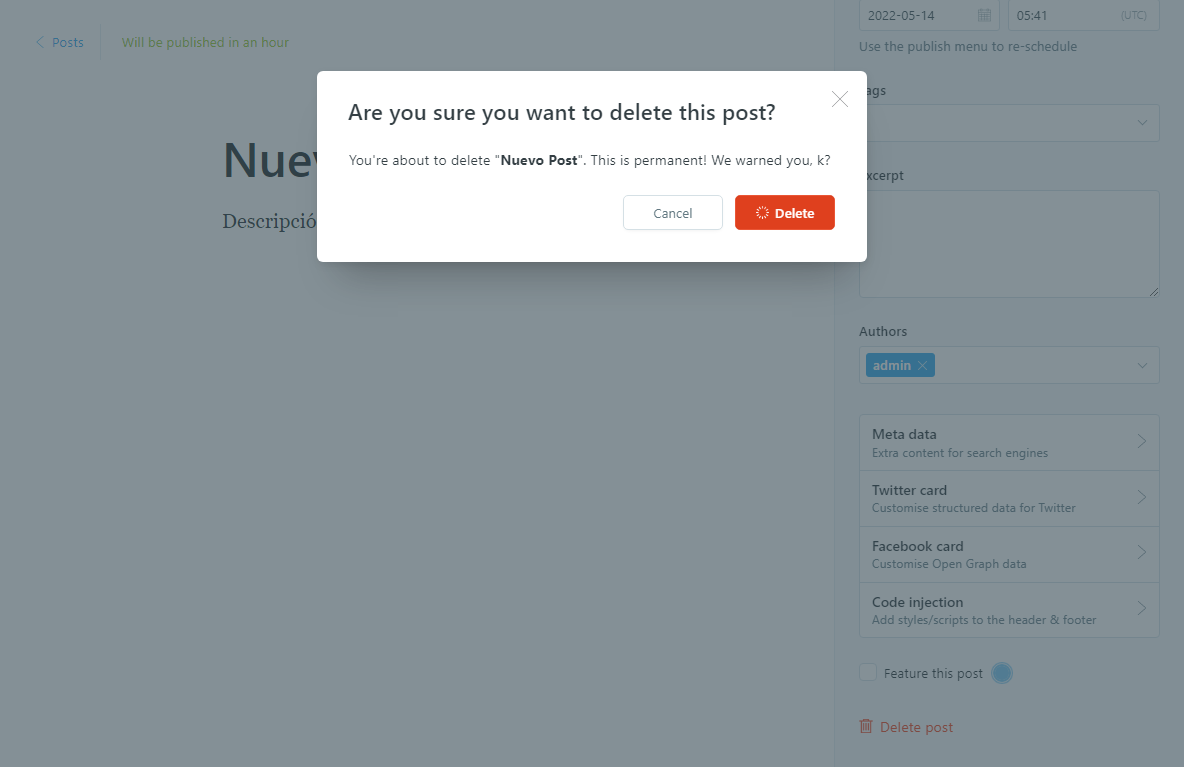 Posts
Will be published in an hour
2022-05-14
05:41
(UTC)
Use the publish menu to re-schedule
Are you sure you want to delete this post?
You're about to delete "Nuevo Post". This is permanent! We warned you, k?
Cancel
Delete
Nuev
Descripció
ags
xcerpt
Authors
admin
Meta data
Extra content for search engines
Twitter card
Customise structured data for Twitter
Facebook card
Customise Open Graph data
Code injection
Add styles/scripts to the header & footer
Feature this post
Delete post